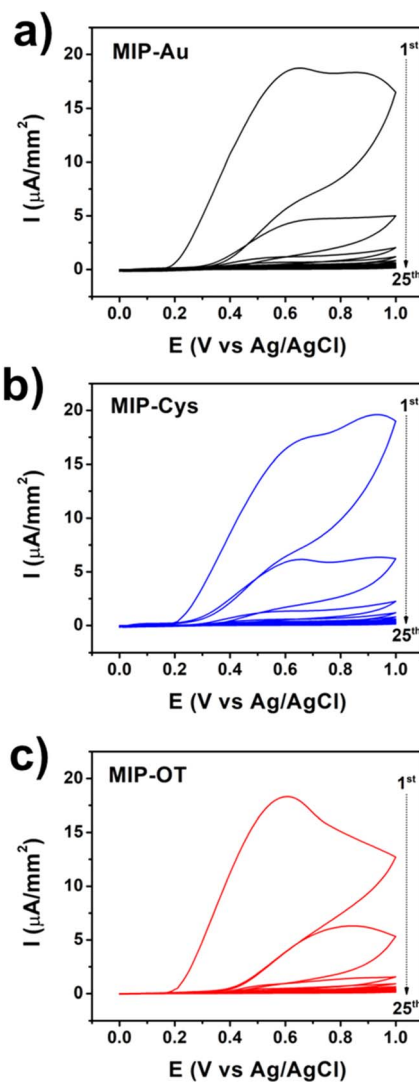 a)
MIP-Au
1st
20
15
10
5
0
25th
0.0 0.2 0.4 0.6 0.8 1.0
I (μA/mm²)
E (V vs Ag/AgCl)
b)
MIP-Cys
1st
20
15
10
5
0
25th
0.0 0.2 0.4 0.6 0.8 1.0
I (μA/mm²)
E (V vs Ag/AgCl)
c)
MIP-OT
1st
20
15
10
5
0
25th
0.0 0.2 0.4 0.6 0.8 1.0
I (μA/mm²)
E (V vs Ag/AgCl)